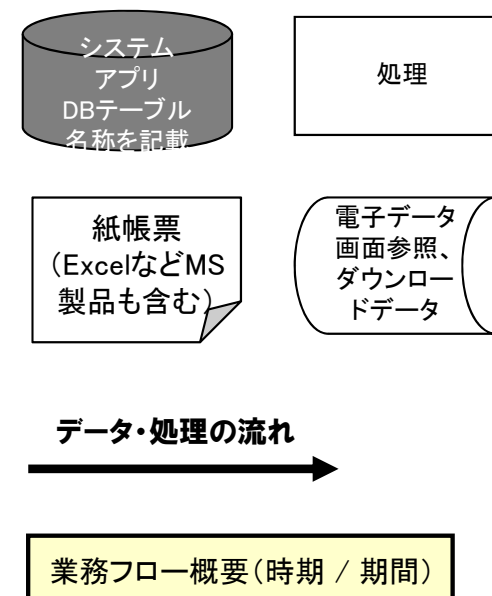 システム
アプリ
DBテーブル
名称を記載
処理
紙帳票
（ExcelなどMS
製品も含む）
電子データ
画面参照、
ダウンロー
ドデータ
データ・処理の流れ
業務フロー概要（時期 / 期間）